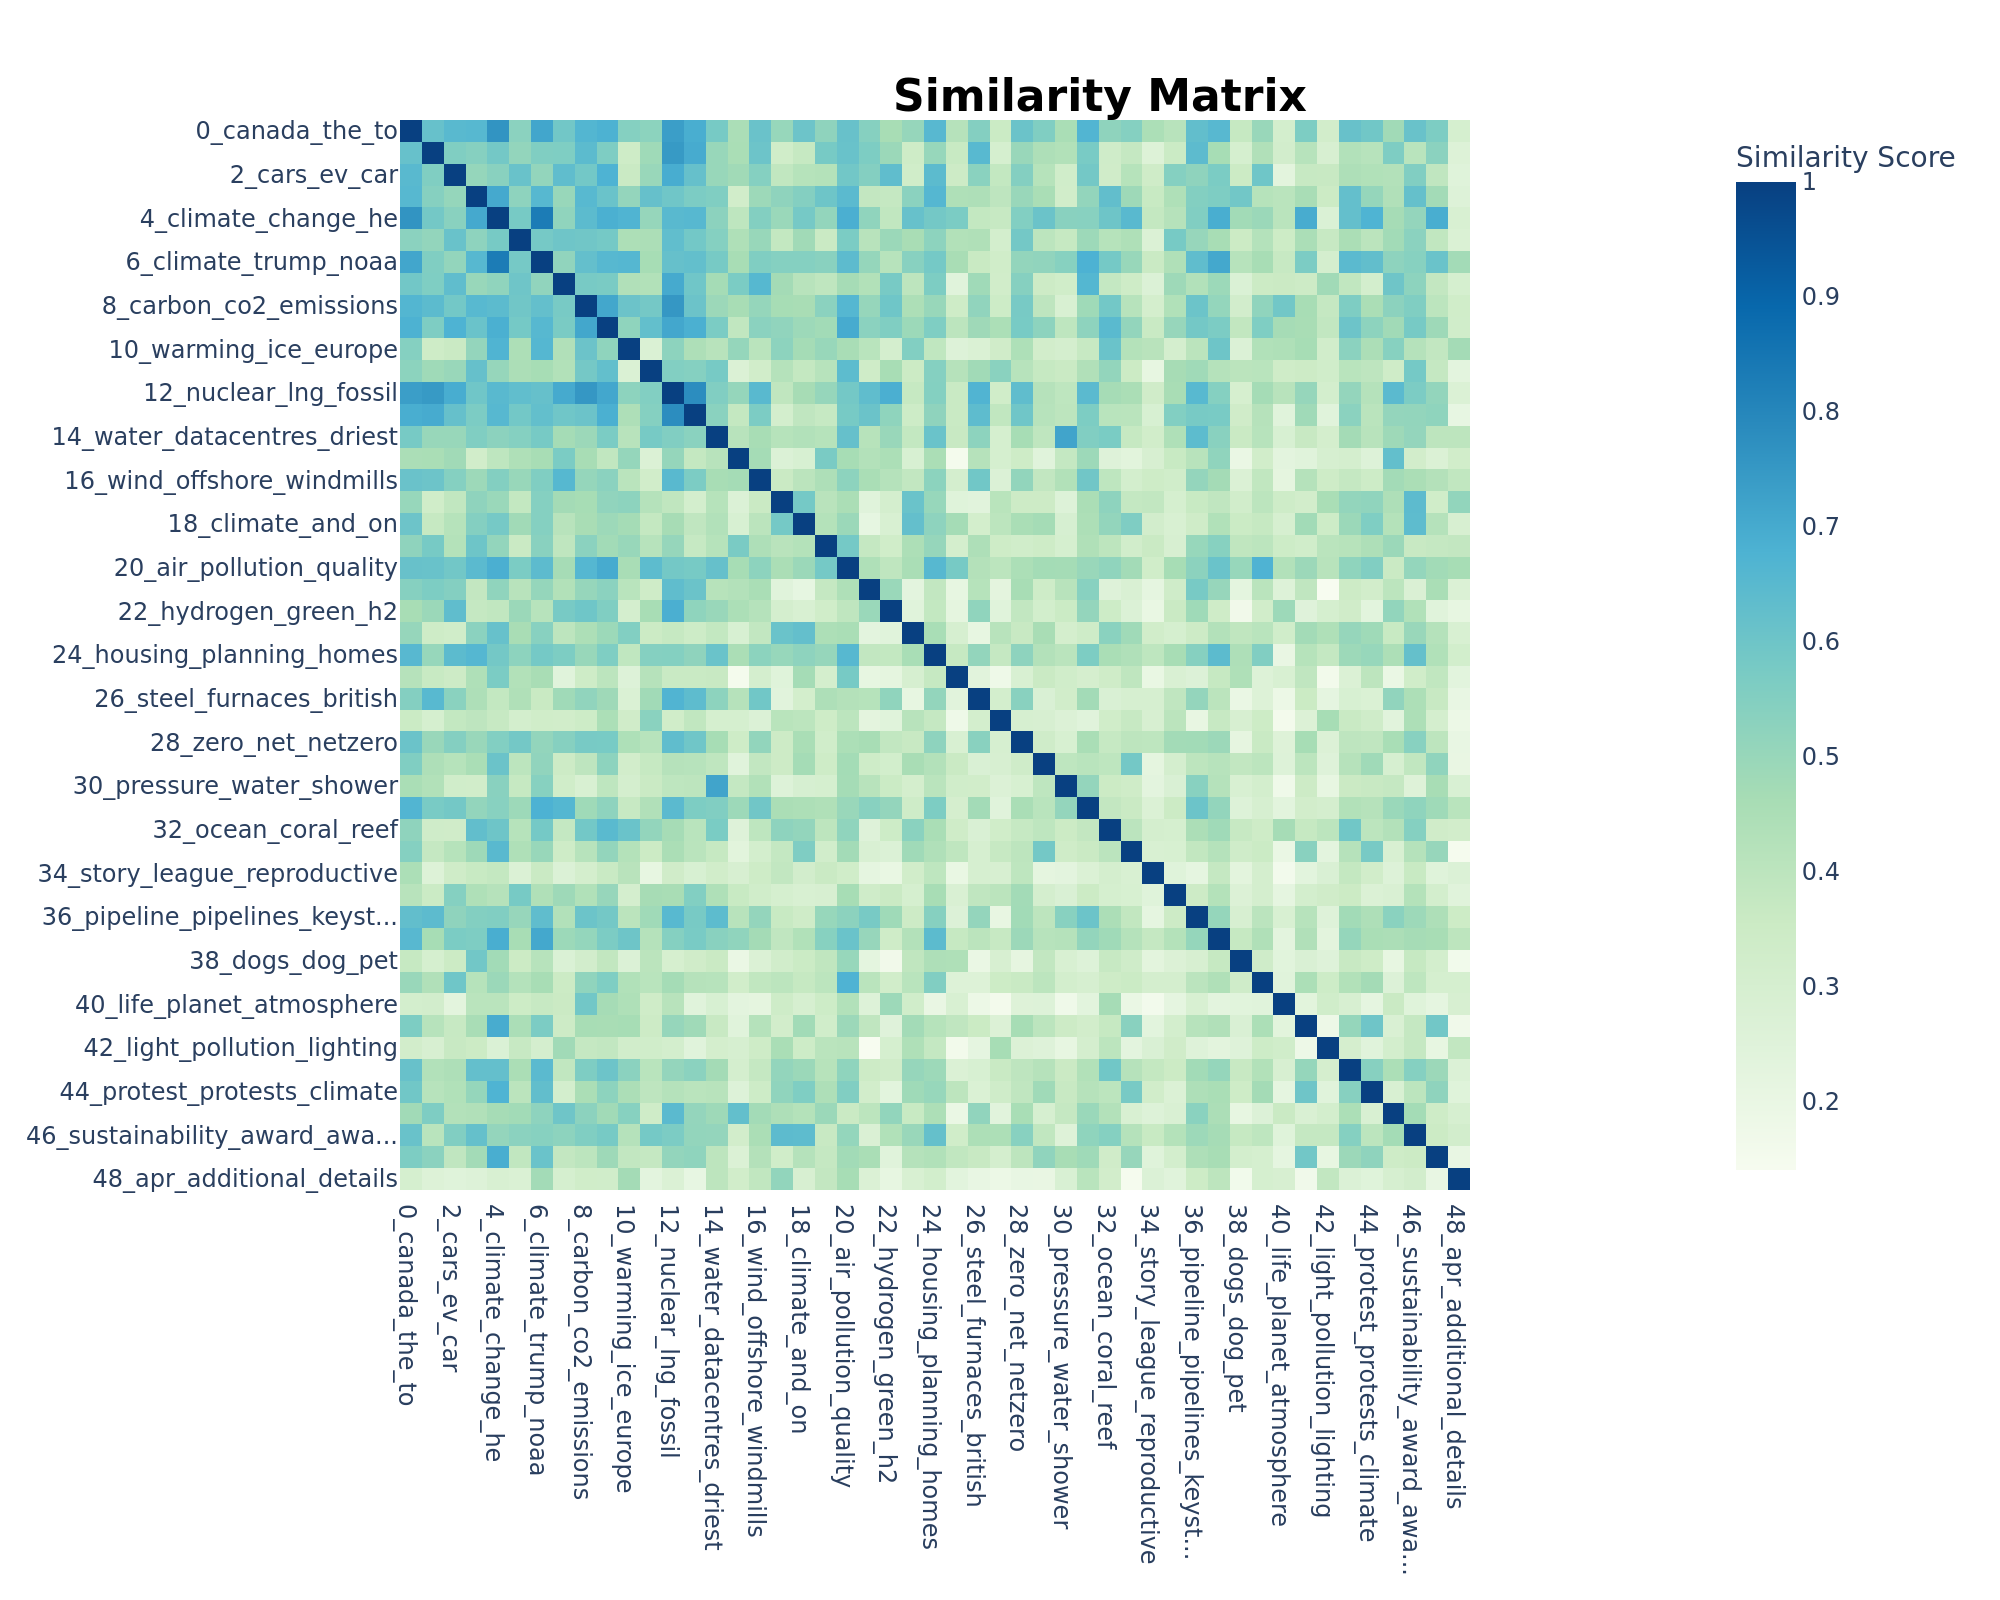 Similarity Matrix
Similarity Score
0_canada_the_to
2_cars_ev_car
4_climate_change_he
6_climate_trump_noaa
8_carbon_co2_emissions
10_warming_ice_europe
12_nuclear_lng_fossil
14_water_datacentres_driest
16_wind_offshore_windmills
18_climate_and_on
20_air_pollution_quality
22_hydrogen_green_h2
24_housing_planning_homes
26_steel_furnaces_british
28_zero_net_netzero
30_pressure_water_shower
32_ocean_coral_reef
34_story_league_reproductive
36_pipeline_pipelines_keyst...
38_dogs_dog_pet
40_life_planet_atmosphere
42_light_pollution_lighting
44_protest_protests_climate
46_sustainability_award_awa...
48_apr_additional_details
1
0.9
0.8
0.7
0.6
0.5
0.4
0.3
0.2
0_canada_the_to
2_cars_ev_car
4_climate_change_he
6_climate_trump_noaa
8_carbon_co2_emissions
10_warming_ice_europe
12_nuclear_lng_fossil
14_water_datacentres_driest
16_wind_offshore_windmills
18_climate_and_on
20_air_pollution_quality
22_hydrogen_green_h2
24_housing_planning_homes
26_steel_furnaces_british
28_zero_net_netzero
30_pressure_water_shower
32_ocean_coral_reef
34_story_league_reproductive
36_pipeline_pipelines_keyst...
38_dogs_dog_pet
40_life_planet_atmosphere
42_light_pollution_lighting
44_protest_protests_climate
46_sustainability_award_awa...
48_apr_additional_details